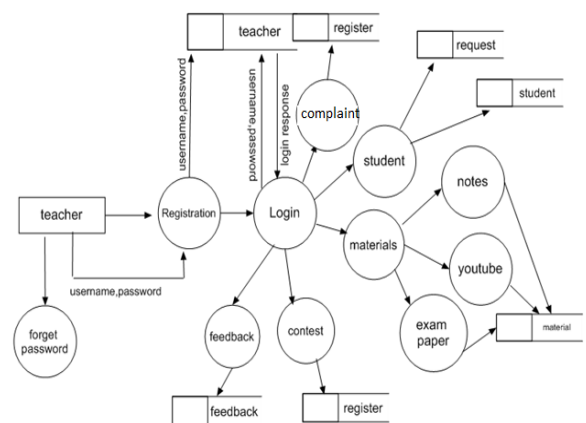 teacher
register
request
student
username,password
username,password
login response
complaint
student
notes
teacher
Registration
Login
materials
youtube
username,password
forget
password
feedback
contest
exam
paper
material
feedback
register